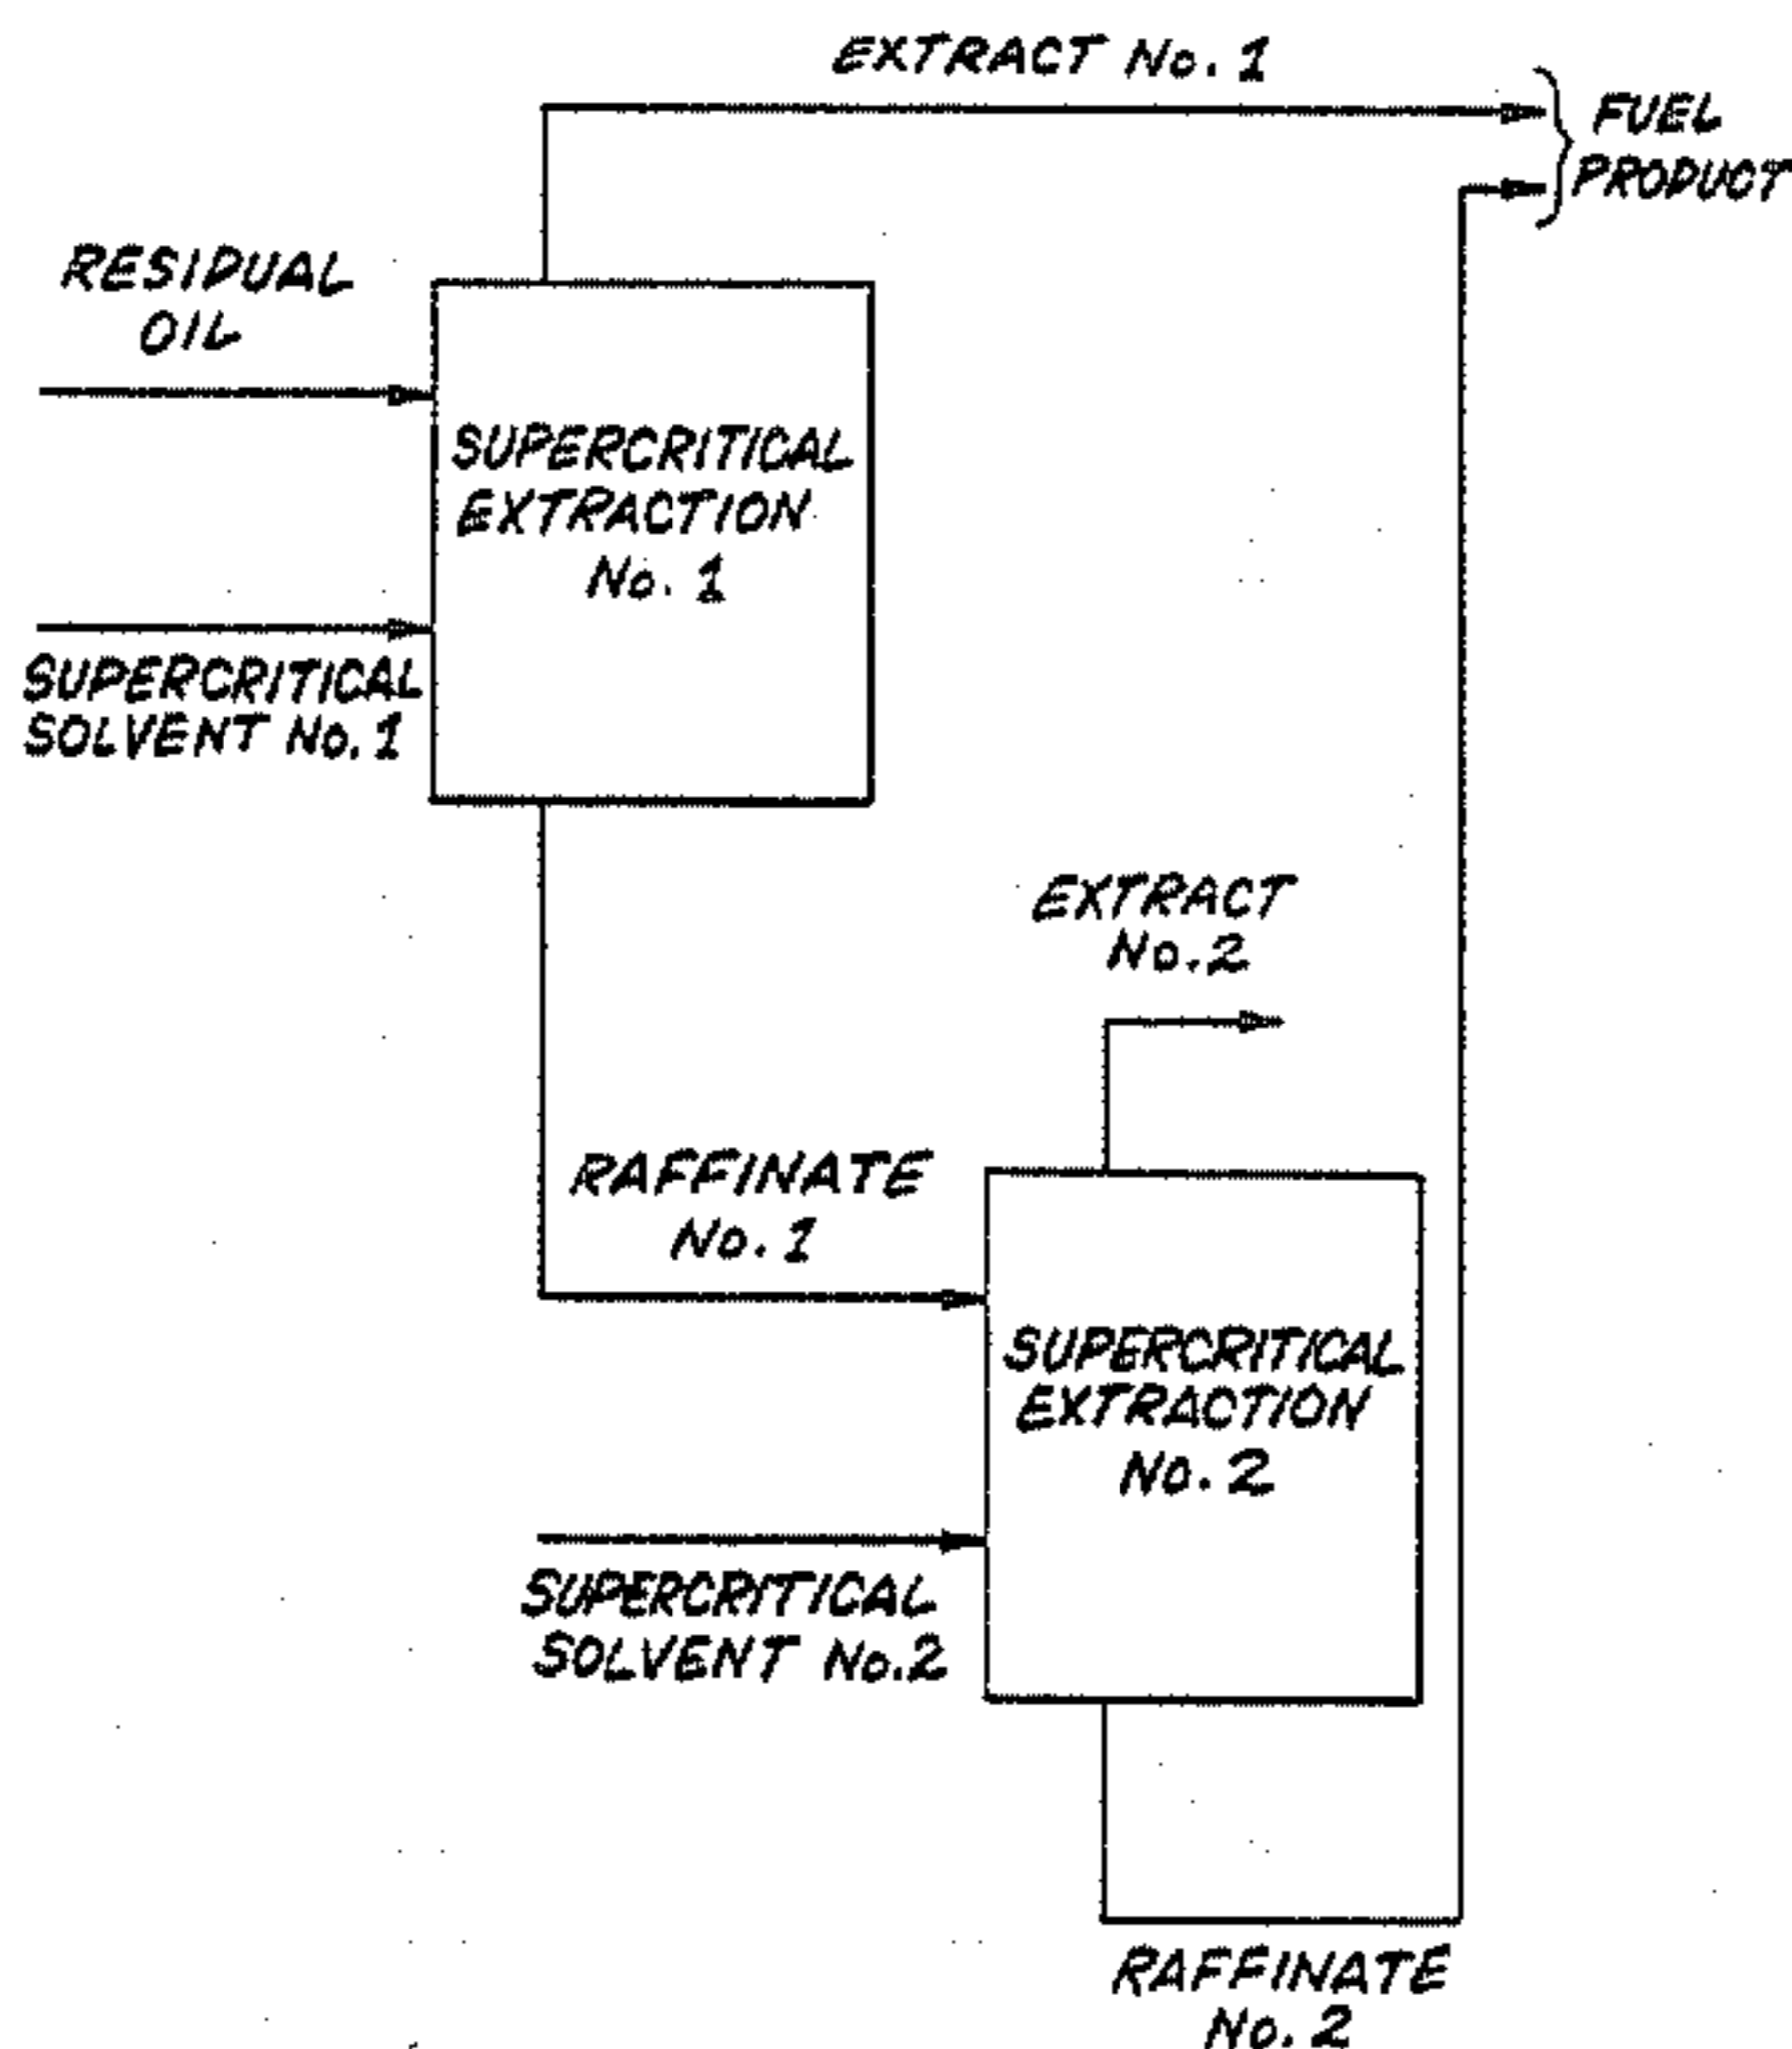 EXTRACT No. 1
FUEL
PRODUCT
RESIDUAL
OIL
SUPERCRITICAL
EXTRACTION
No. 1
SUPERCRITICAL
SOLVENT No. 1
EXTRACT
No. 2
RAFFINATE
No. 1
SUPERCRITICAL
EXTRACTION
No. 2
SUPERCRITICAL
SOLVENT No. 2
RAFFINATE
No. 2